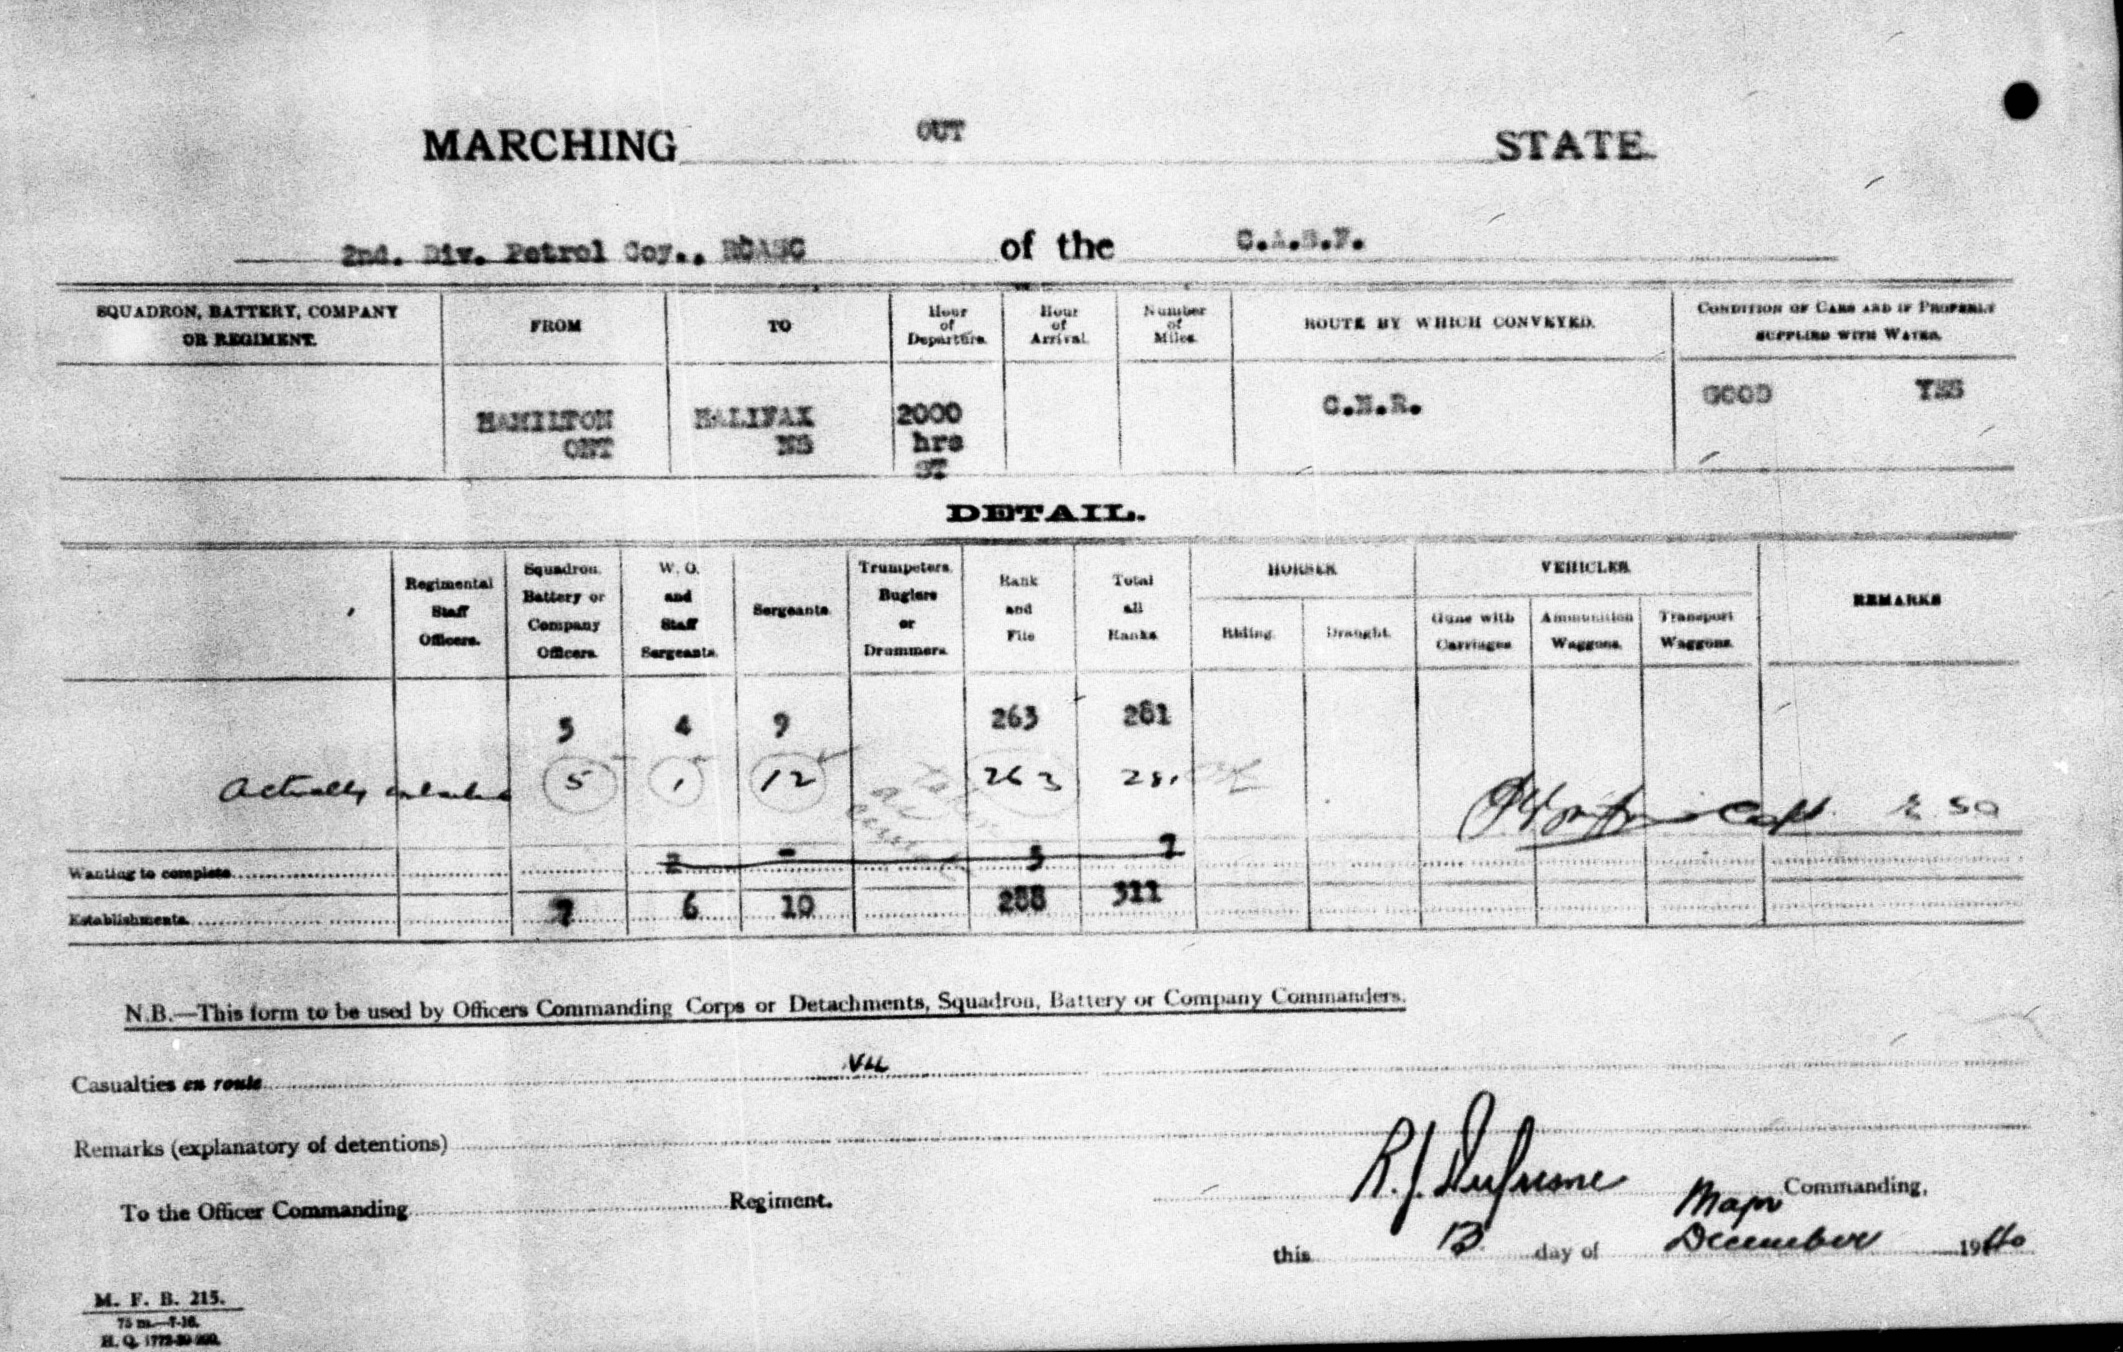 MARCHING OUT STATE.
2nd. Div. Petrol Coy., RCASC of the C.A.S.F.
SQUADRON, BATTERY, COMPANY OR REGIMENT. FROM TO Hour of Departure. Hour of Arrival. Number of Miles. ROUTE BY WHICH CONVEYED. CONDITION OF CARS AND IF PROPERLY SUPPLIED WITH WATER.
HAMILTON HALIFAX 2000 C.N.R. GOOD YES
ONT NS hrs
ST
DETAIL.
Regimental Staff Officers. Squadron. Battery or Company Officers. W. O. and Staff Sergeants. Sergeants. Trumpeters. Buglers or Drummers. Rank and File Total all Ranks. HORSES. VEHICLES. REMARKS
Riding. Draught. Guns with Carriages. Ammunition Waggons. Transport Waggons.
5 4 9 263 281
Actually 5 1 12 263 281 Capt.
Wanting to complete 2 - 5 7
Establishments 7 6 10 288 311
N.B.—This form to be used by Officers Commanding Corps or Detachments, Squadron, Battery or Company Commanders.
Casualties en route
Remarks (explanatory of detentions)
R.J. Dufresne
To the Officer Commanding Regiment. Major Commanding,
this 13 day of December 1940
M. F. B. 215.
75 m.—7-16.